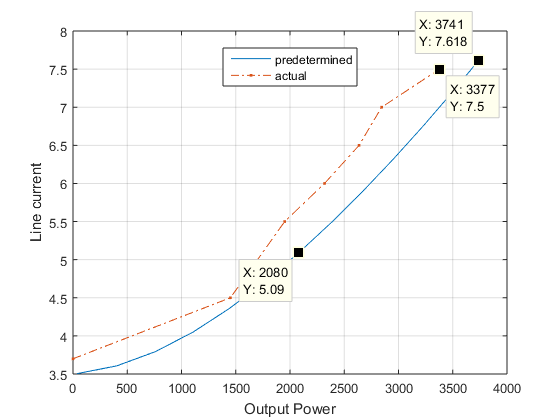 X: 3741
Y: 7.618
predetermined
actual
X: 3377
Y: 7.5
X: 2080
Y: 5.09
8
7.5
7
6.5
6
5.5
5
4.5
4
3.5
Line current
0
500
1000
1500
2000
2500
3000
3500
4000
Output Power